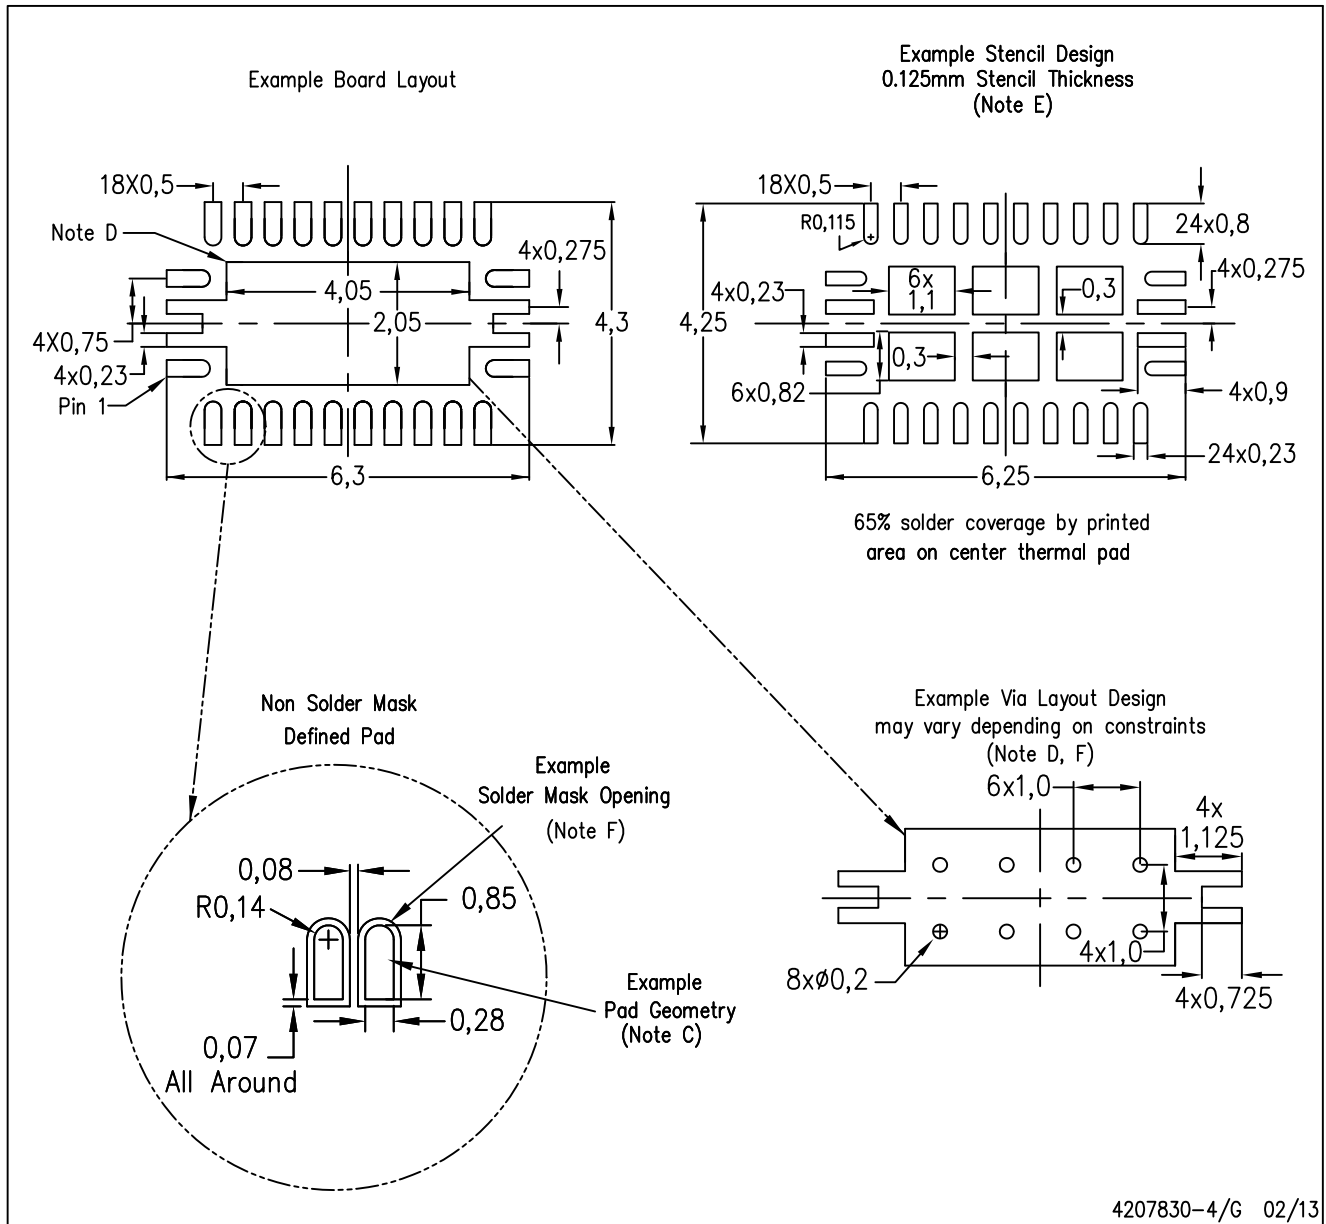 Example Board Layout
18X0,5
Note D
4x0,275
4,05
2,05
4,3
4X0,75
4x0,23
Pin 1
6,3
Example Stencil Design
0.125mm Stencil Thickness
(Note E)
18X0,5
R0,115
24x0,8
4x0,275
6x
1,1
0,3
4x0,23
4,25
0,3
6x0,82
4x0,9
24x0,23
6,25
65% solder coverage by printed
area on center thermal pad
Non Solder Mask
Defined Pad
Example
Solder Mask Opening
(Note F)
0,08
R0,14
0,85
Example
Pad Geometry
(Note C)
0,28
0,07
All Around
Example Via Layout Design
may vary depending on constraints
(Note D, F)
6x1,0
4x
1,125
4x1,0
8xø0,2
4x0,725
4207830-4/G 02/13